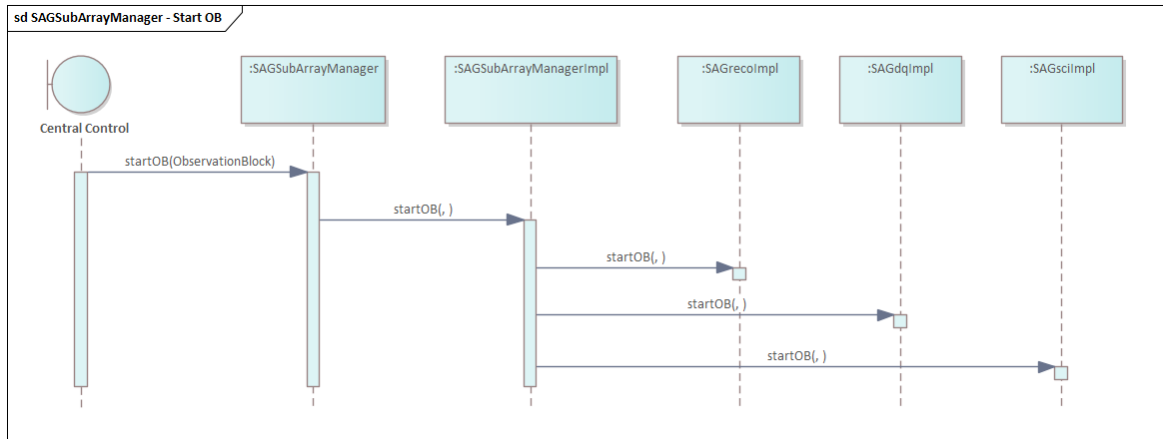 sd SAGSubArrayManager - Start OB
:SAGSubArrayManager
:SAGSubArrayManagerImpl
:SAGrecoImpl
:SAGdqImpl
:SAGsciImpl
Central Control
startOB(ObservationBlock)
startOB(, )
startOB(, )
startOB(, )
startOB(, )